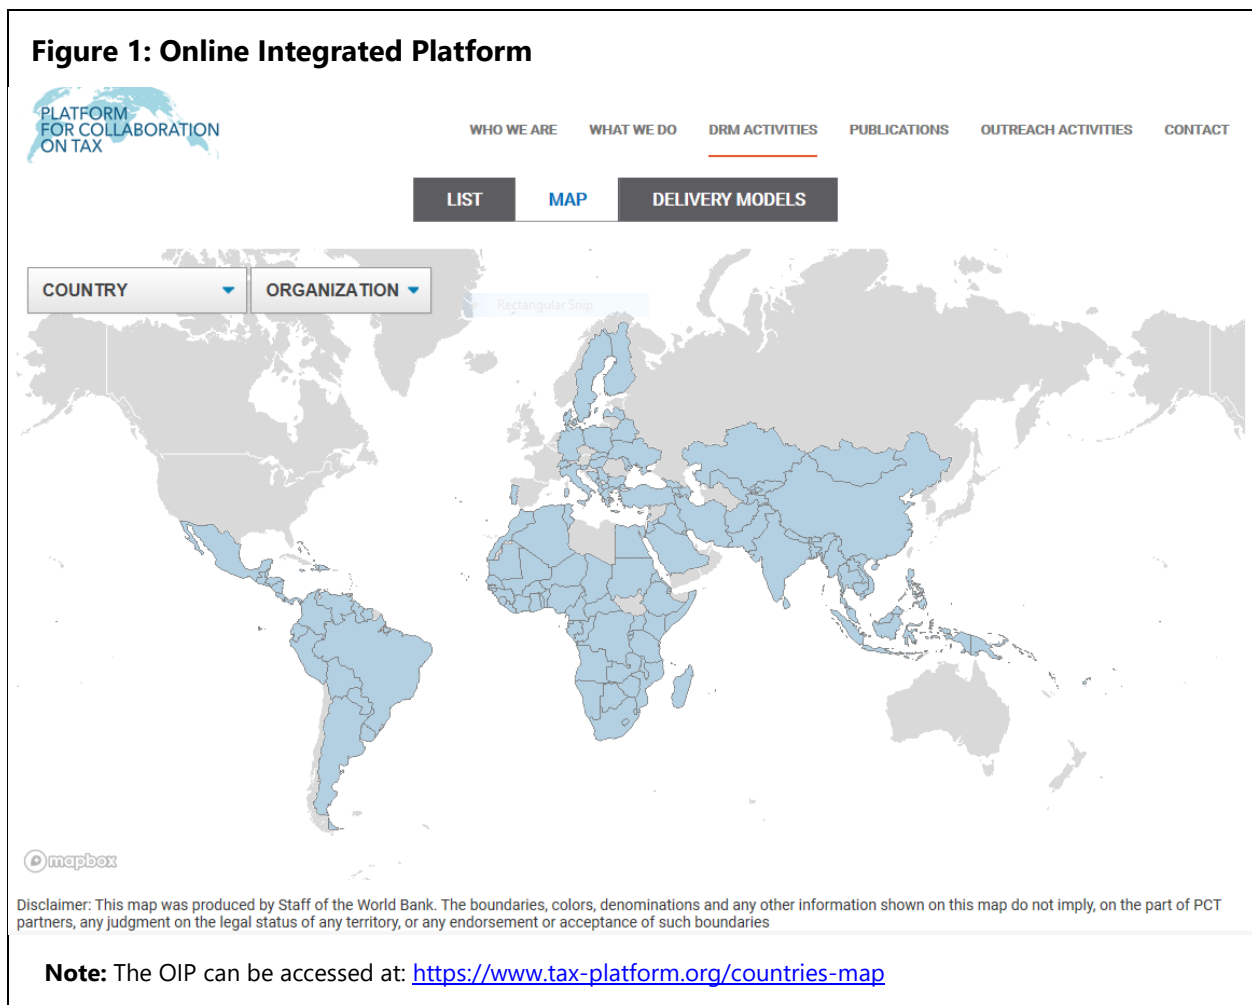 Figure 1: Online Integrated Platform
PLATFORM
FOR COLLABORATION
ON TAX
WHO WE ARE WHAT WE DO DRM ACTIVITIES PUBLICATIONS OUTREACH ACTIVITIES CONTACT
LIST MAP DELIVERY MODELS
COUNTRY ORGANIZATION
Rectangular Snip
mapbox
Disclaimer: This map was produced by Staff of the World Bank. The boundaries, colors, denominations and any other information shown on this map do not imply, on the part of PCT
partners, any judgment on the legal status of any territory, or any endorsement or acceptance of such boundaries
Note: The OIP can be accessed at: https://www.tax-platform.org/countries-map